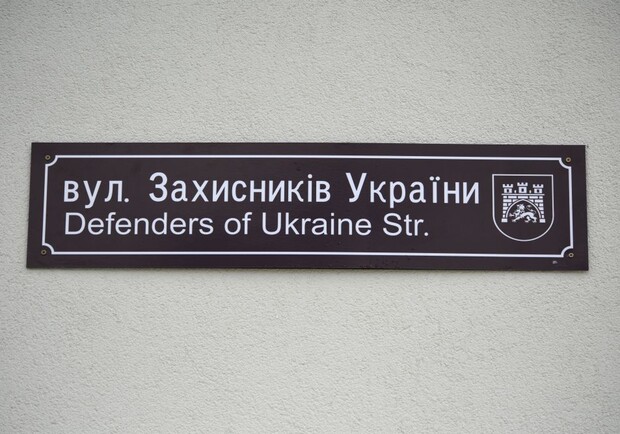 вул. Захисників України
Defenders of Ukraine Str.